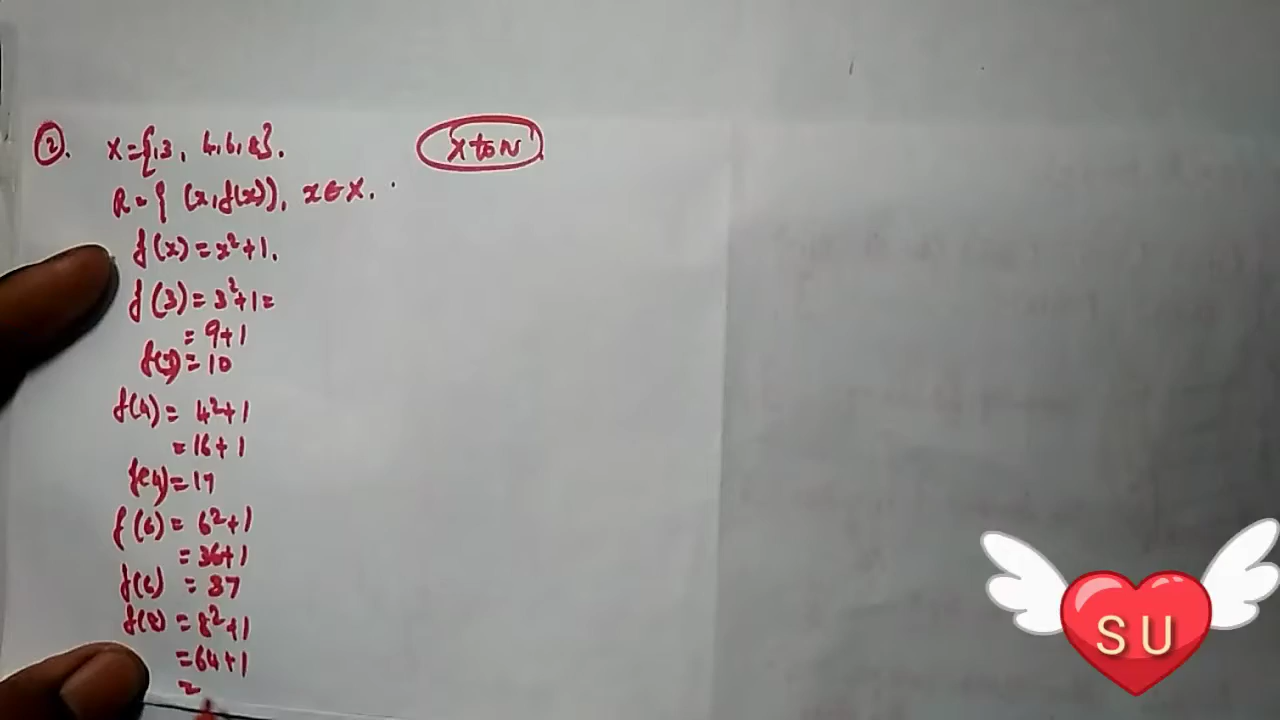 ②. X={,3, 4,6,8}.
X to N
R={ (x,f(x)), x∈X.
f(x)=x²+1.
f(3)=3²+1=
=9+1
f(3)=10
f(4)=4²+1
=16+1
f(4)=17
f(6)=6²+1
=36+1
f(6)=37
f(8)=8²+1
=64+1
=
SU